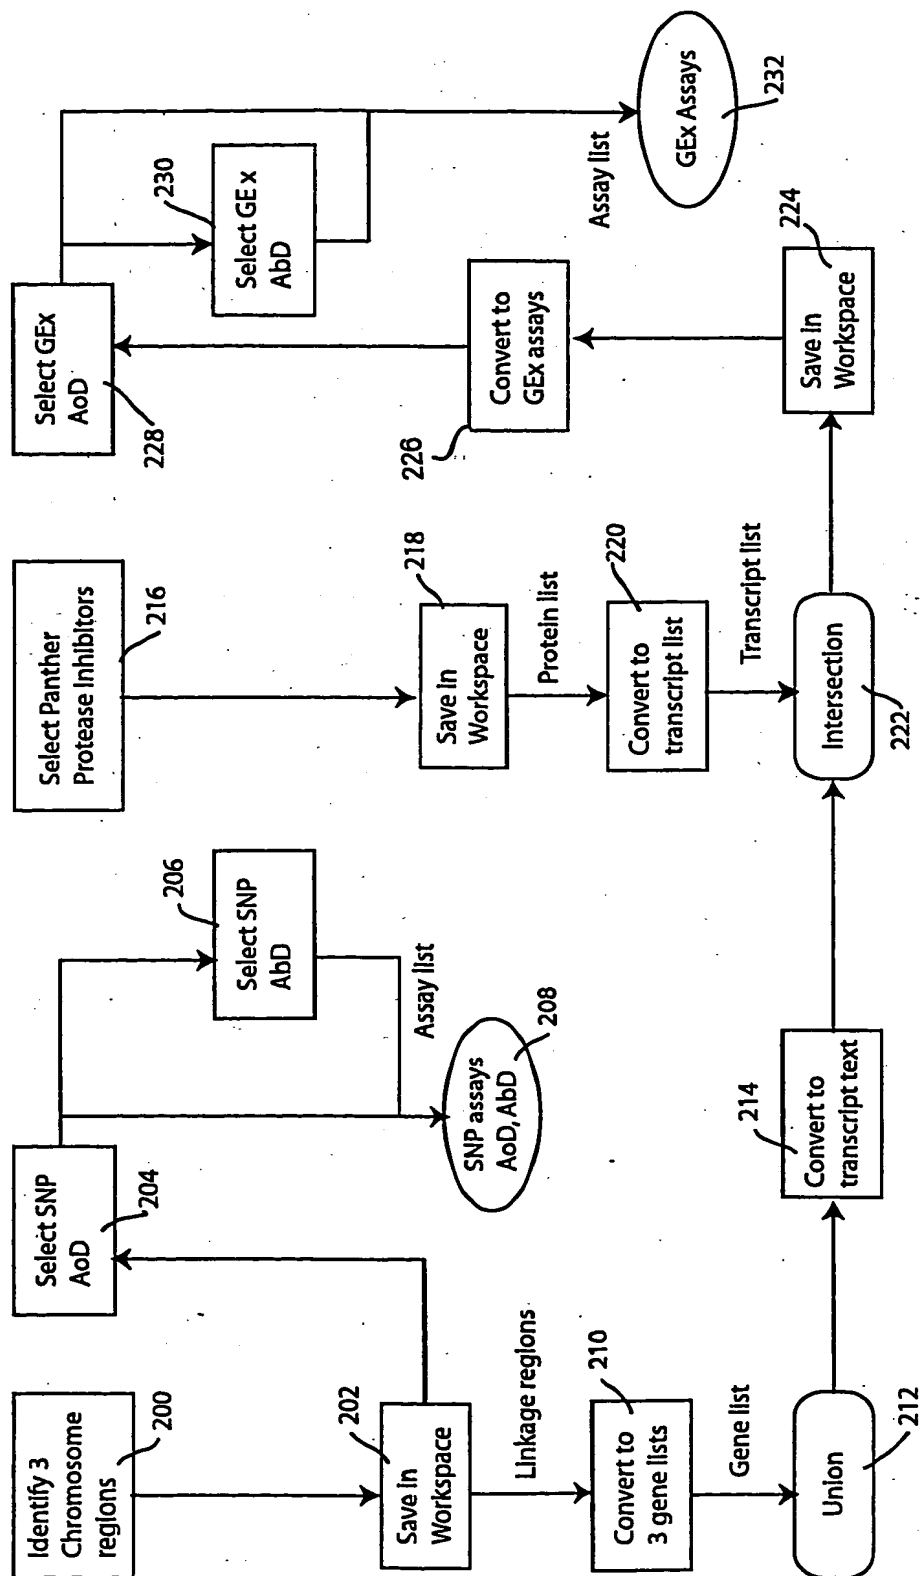 Identify 3
Chromosome
regions
200
Save in
Workspace
202
Linkage regions
Convert to
3 gene lists
210
Gene list
Union
212
Select SNP
AoD
204
Select SNP
AbD
206
Assay list
SNP assays
AoD, AbD
208
Convert to
transcript text
214
Select Panther
Protease Inhibitors
216
Save in
Workspace
218
Protein list
Convert to
transcript list
220
Transcript list
Intersection
222
Save in
Workspace
224
Convert to
GEx assays
226
Select GEx
AoD
228
Select GE x
AbD
230
Assay list
GEx Assays
232